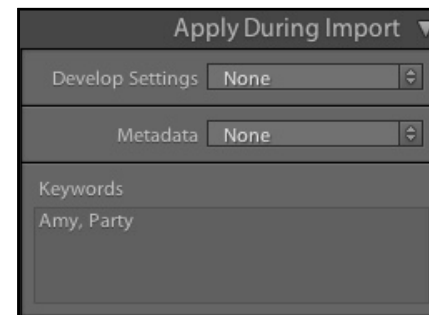 Apply During Import
Develop Settings None
Metadata None
Keywords
Amy, Party